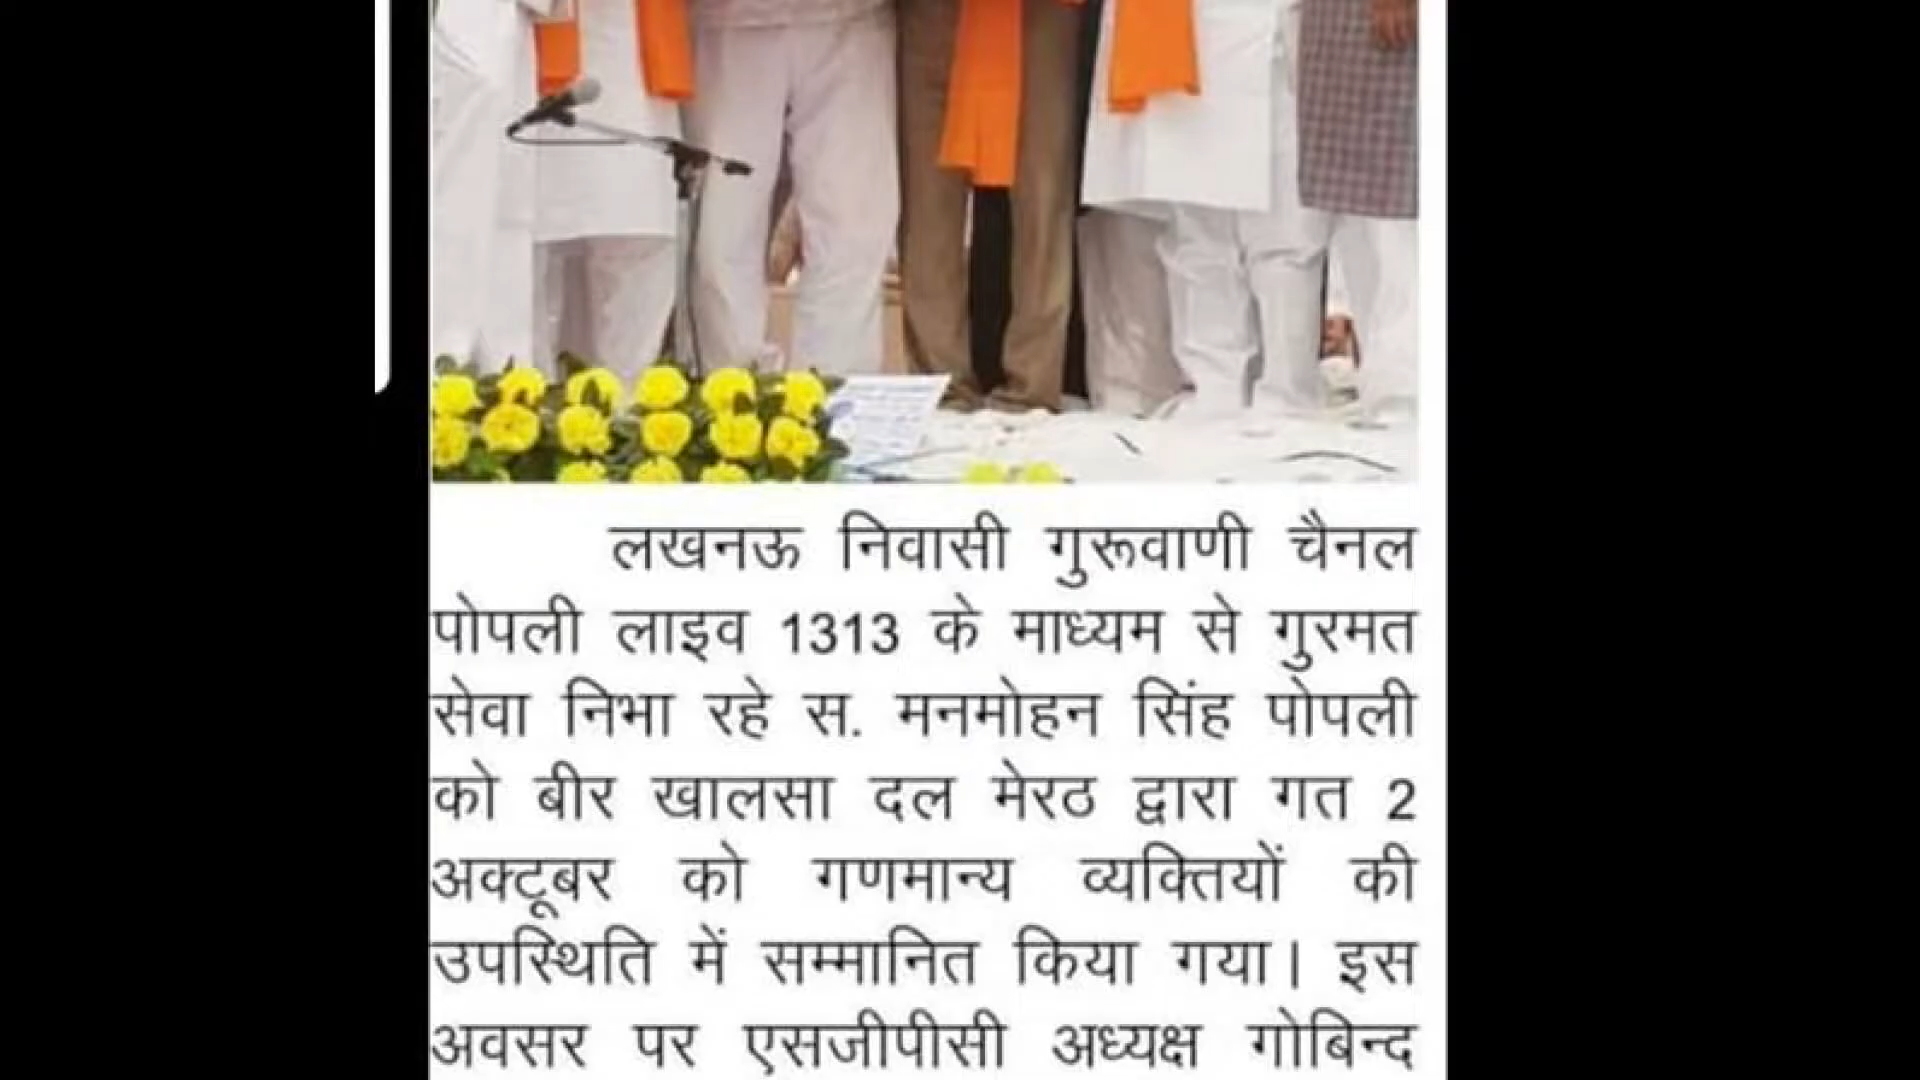 लखनऊ निवासी गुरूवाणी चैनल
पोपली लाइव 1313 के माध्यम से गुरमत
सेवा निभा रहे स. मनमोहन सिंह पोपली
को बीर खालसा दल मेरठ द्वारा गत 2
अक्टूबर को गणमान्य व्यक्तियों की
उपस्थिति में सम्मानित किया गया। इस
अवसर पर एसजीपीसी अध्यक्ष गोबिन्द